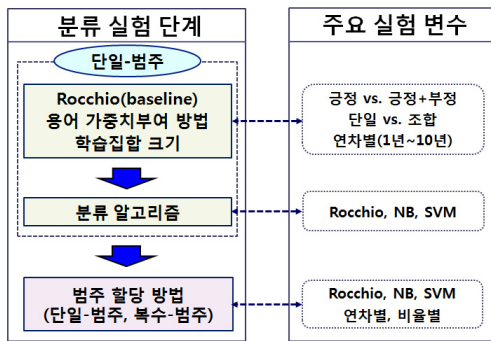 분류 실험 단계
단일-범주
Rocchio(baseline)
용어 가중치부여 방법
학습집합 크기
분류 알고리즘
범주 할당 방법
(단일-범주, 복수-범주)
주요 실험 변수
긍정 vs. 긍정+부정
단일 vs. 조합
연차별(1년~10년)
Rocchio, NB, SVM
Rocchio, NB, SVM
연차별, 비율별